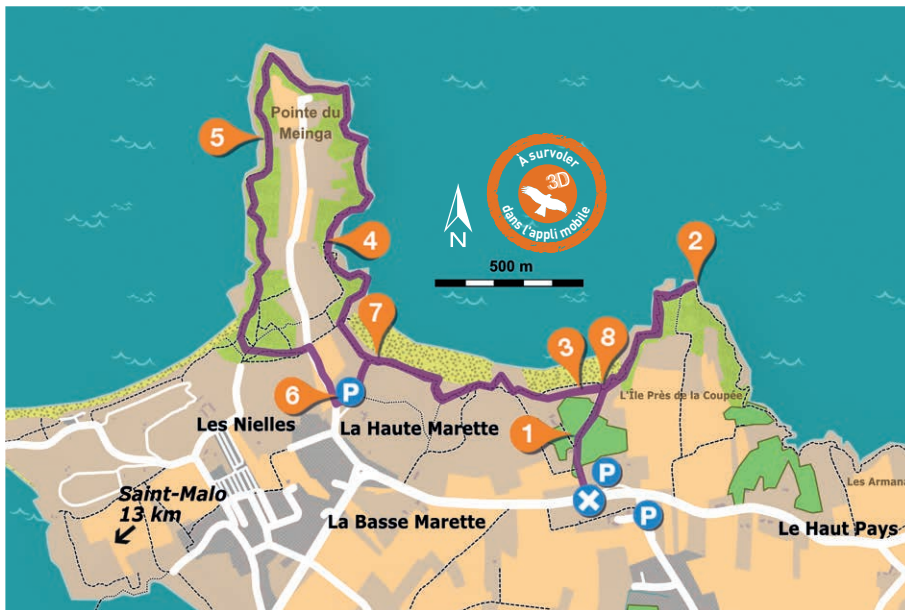 Pointe du
Meinga
5
À survoler
3D
dans l'appli mobile
N
4
2
500 m
7
3
8
L'Île Près de la Coupée
6
P
Les Nielles
La Haute Marette
1
P
Les Armana
Saint-Malo
13 km
La Basse Marette
P
Le Haut Pays